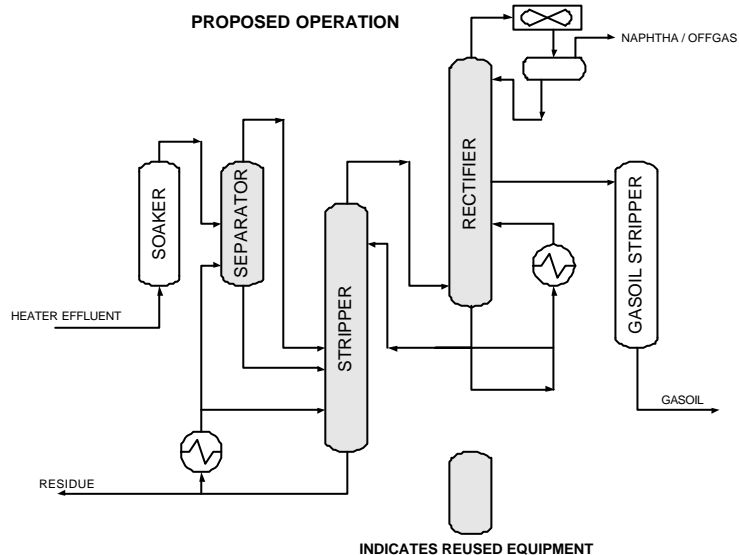 PROPOSED OPERATION
NAPHTHA / OFFGAS
SOAKER
SEPARATOR
STRIPPER
RECTIFIER
GASOIL STRIPPER
HEATER EFFLUENT
GASOIL
RESIDUE
INDICATES REUSED EQUIPMENT